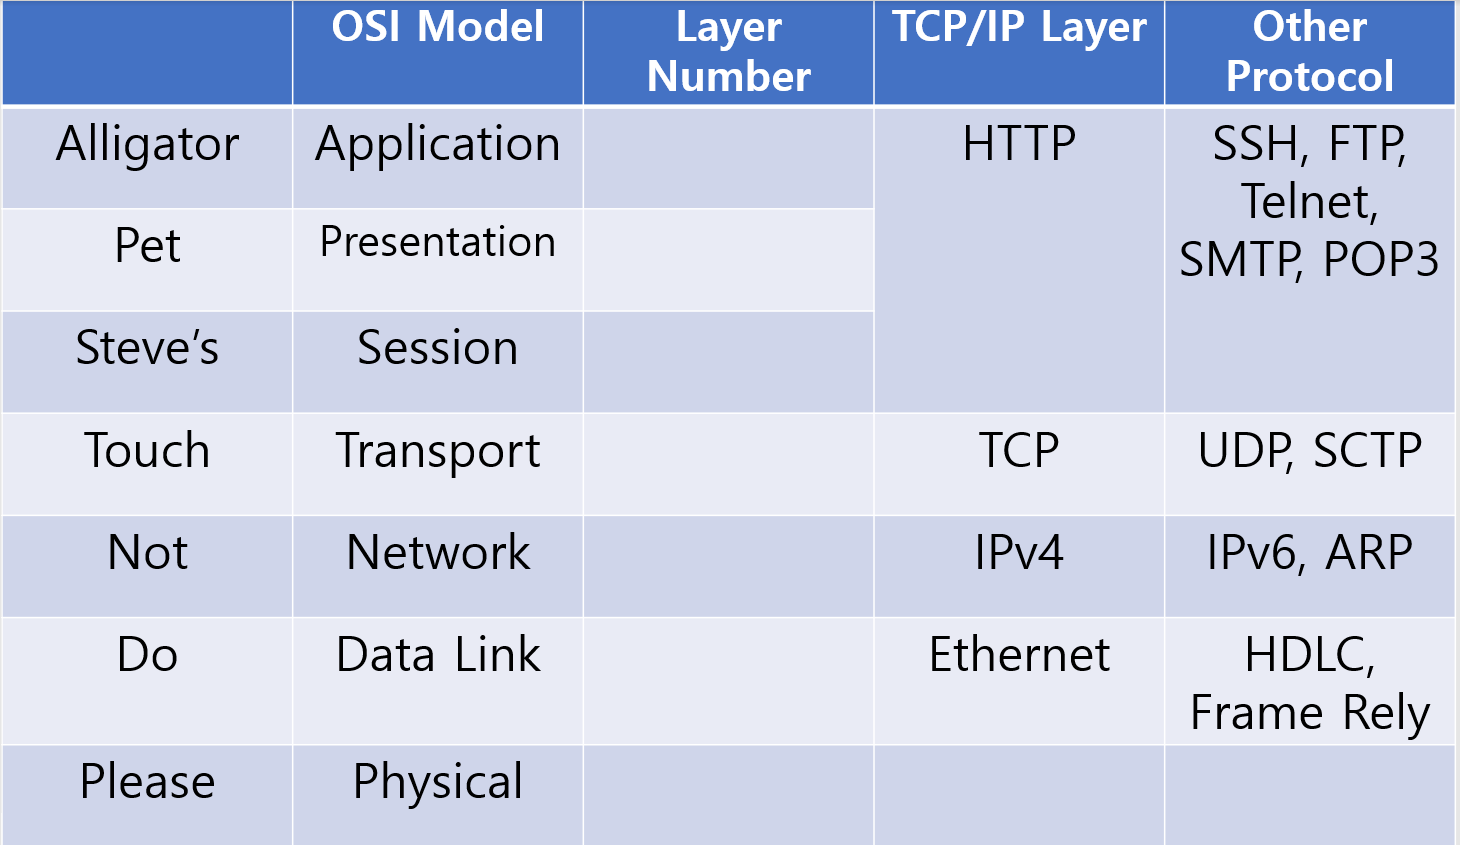 OSI Model
Layer
Number
TCP/IP Layer
Other
Protocol
Alligator
Application
HTTP
SSH, FTP,
Telnet,
SMTP, POP3
Pet
Presentation
Steve’s
Session
Touch
Transport
TCP
UDP, SCTP
Not
Network
IPv4
IPv6, ARP
Do
Data Link
Ethernet
HDLC,
Frame Rely
Please
Physical